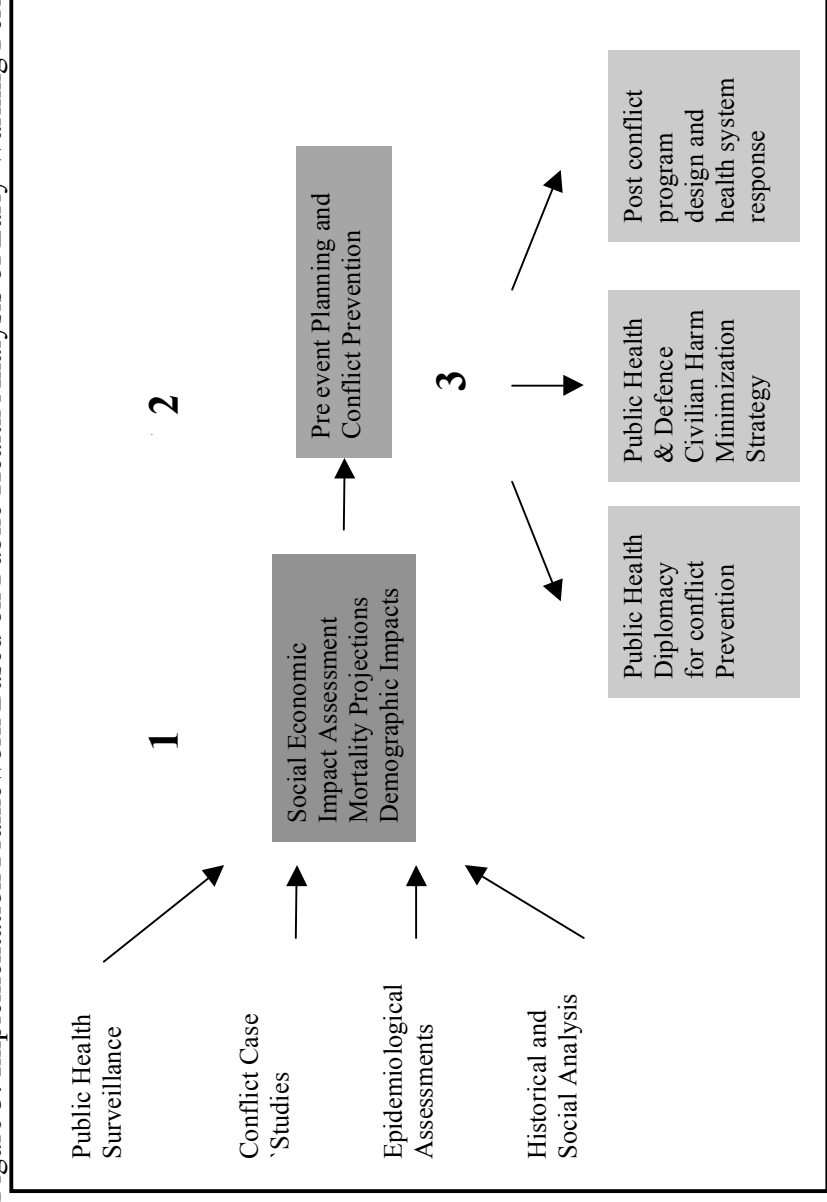 Public Health
Surveillance
Conflict Case
`Studies
Epidemiological
Assessments
Historical and
Social Analysis
1
Social Economic
Impact Assessment
Mortality Projections
Demographic Impacts
2
Pre event Planning and
Conflict Prevention
3
Public Health
Diplomacy
for conflict
Prevention
Public Health
& Defence
Civilian Harm
Minimization
Strategy
Post conflict
program
design and
health system
response